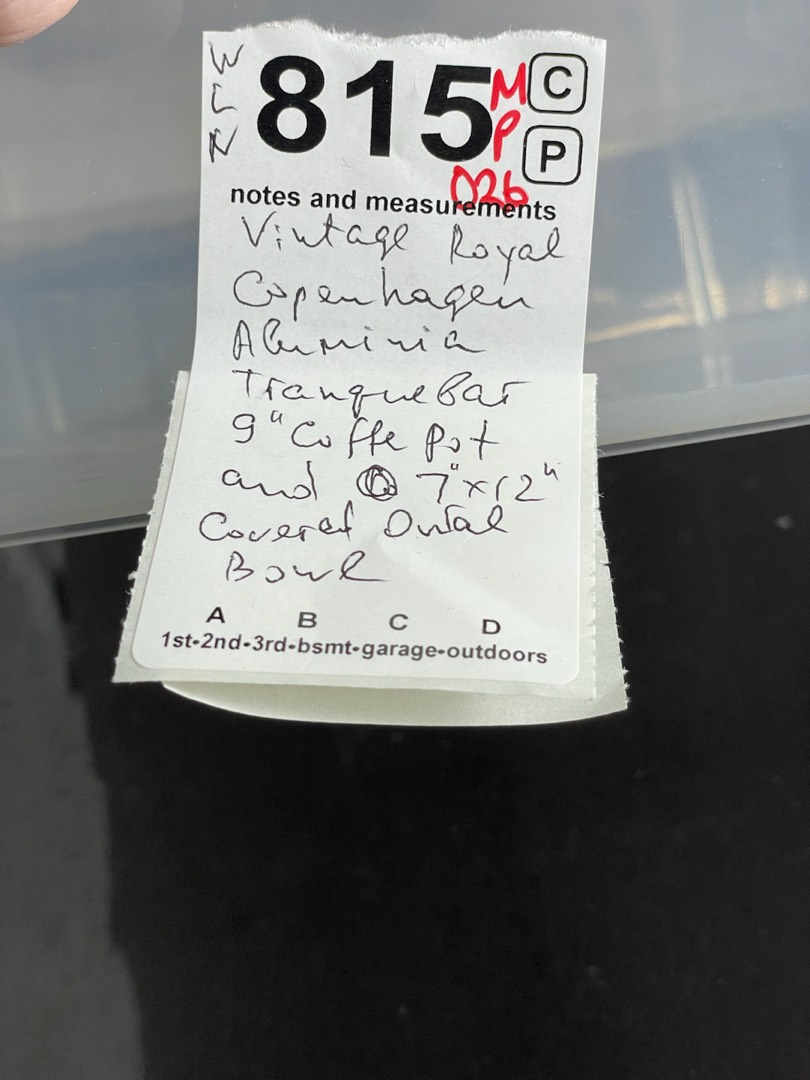 W
L
N
815
M
P
026
C
P
notes and measurements
Vintage Royal
Copenhagen
Aluminia
Tranquebar
9" Coffe Pot
and 7"x12"
Covered
Bowl
A B C D
1st-2nd-3rd-bsmt-garage-outdoors